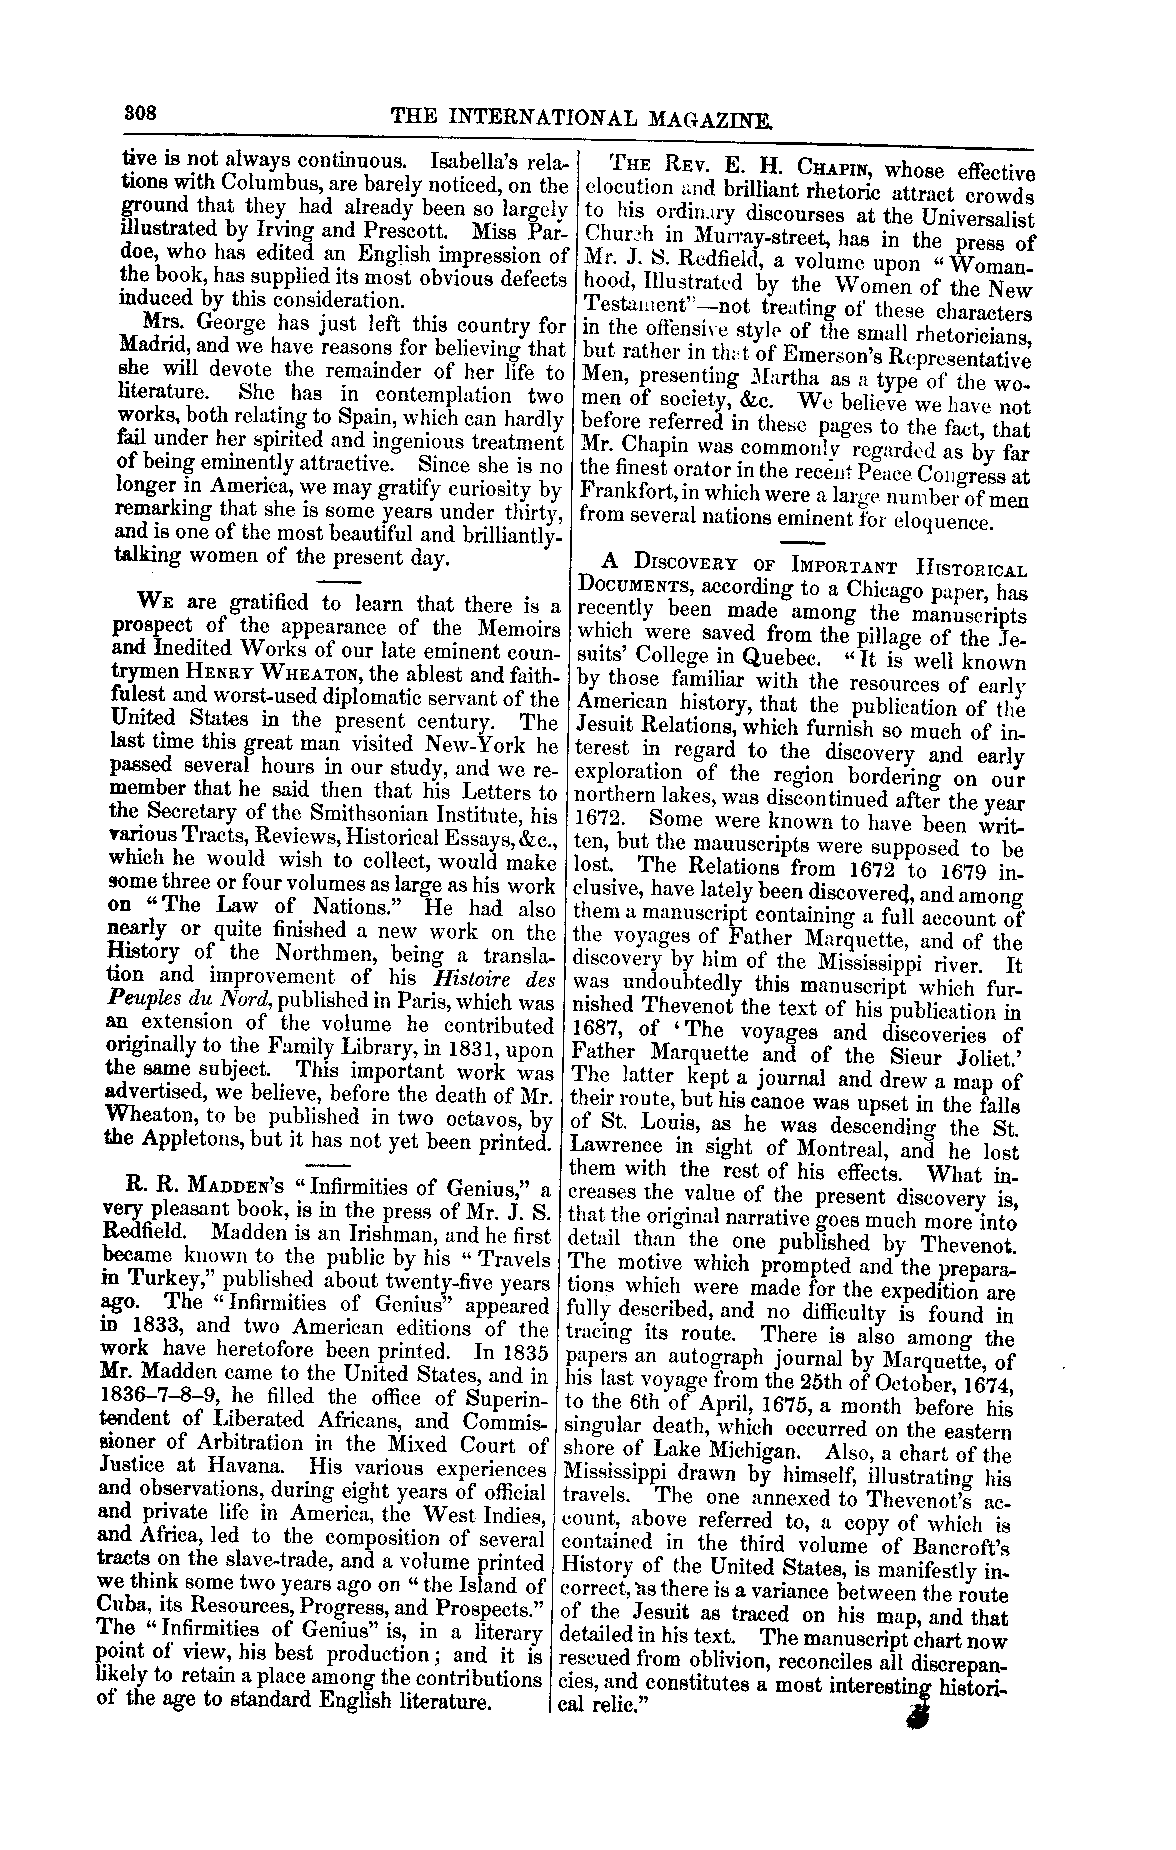 308 THE INTERNATIONAL MAGAZINE.
tive is not always continuous. Isabella's rela-
tions with Columbus, are barely noticed, on the
ground that they had already been so largely
illustrated by Irving and Prescott. Miss Par-
doe, who has edited an English impression of
the book, has supplied its most obvious defects
induced by this consideration.
Mrs. George has just left this country for
Madrid, and we have reasons for believing that
she will devote the remainder of her life to
literature. She has in contemplation two
works, both relating to Spain, which can hardly
fail under her spirited and ingenious treatment
of being eminently attractive. Since she is no
longer in America, we may gratify curiosity by
remarking that she is some years under thirty,
and is one of the most beautiful and brilliantly-
talking women of the present day.
WE are gratified to learn that there is a
prospect of the appearance of the Memoirs
and Inedited Works of our late eminent coun-
trymen HENRY WHEATON, the ablest and faith-
fulest and worst-used diplomatic servant of the
United States in the present century. The
last time this great man visited New-York he
passed several hours in our study, and we re-
member that he said then that his Letters to
the Secretary of the Smithsonian Institute, his
various Tracts, Reviews, Historical Essays, &c.,
which he would wish to collect, would make
some three or four volumes as large as his work
on "The Law of Nations." He had also
nearly or quite finished a new work on the
History of the Northmen, being a transla-
tion and improvement of his Histoire des
Peuples du Nord, published in Paris, which was
an extension of the volume he contributed
originally to the Family Library, in 1831, upon
the same subject. This important work was
advertised, we believe, before the death of Mr.
Wheaton, to be published in two octavos, by
the Appletons, but it has not yet been printed.
R. R. MADDEN'S "Infirmities of Genius," a
very pleasant book, is in the press of Mr. J. S.
Redfield. Madden is an Irishman, and he first
became known to the public by his "Travels
in Turkey," published about twenty-five years
ago. The "Infirmities of Genius" appeared
in 1833, and two American editions of the
work have heretofore been printed. In 1835
Mr. Madden came to the United States, and in
1836-7-8-9, he filled the office of Superin-
tendent of Liberated Africans, and Commis-
sioner of Arbitration in the Mixed Court of
Justice at Havana. His various experiences
and observations, during eight years of official
and private life in America, the West Indies,
and Africa, led to the composition of several
tracts on the slave-trade, and a volume printed
we think some two years ago on "the Island of
Cuba, its Resources, Progress, and Prospects."
The "Infirmities of Genius" is, in a literary
point of view, his best production; and it is
likely to retain a place among the contributions
of the age to standard English literature.
THE REV. E. H. CHAPIN, whose effective
elocution and brilliant rhetoric attract crowds
to his ordinary discourses at the Universalist
Church in Murray-street, has in the press of
Mr. J. S. Redfield, a volume upon "Woman-
hood, Illustrated by the Women of the New
Testament"—not treating of these characters
in the offensive style of the small rhetoricians,
but rather in that of Emerson's Representative
Men, presenting Martha as a type of the wo-
men of society, &c. We believe we have not
before referred in these pages to the fact, that
Mr. Chapin was commonly regarded as by far
the finest orator in the recent Peace Congress at
Frankfort, in which were a large number of men
from several nations eminent for eloquence.
A DISCOVERY OF IMPORTANT HISTORICAL
DOCUMENTS, according to a Chicago paper, has
recently been made among the manuscripts
which were saved from the pillage of the Je-
suits' College in Quebec. "It is well known
by those familiar with the resources of early
American history, that the publication of the
Jesuit Relations, which furnish so much of in-
terest in regard to the discovery and early
exploration of the region bordering on our
northern lakes, was discontinued after the year
1672. Some were known to have been writ-
ten, but the mauuscripts were supposed to be
lost. The Relations from 1672 to 1679 in-
clusive, have lately been discovered, and among
them a manuscript containing a full account of
the voyages of Father Marquette, and of the
discovery by him of the Mississippi river. It
was undoubtedly this manuscript which fur-
nished Thevenot the text of his publication in
1687, of 'The voyages and discoveries of
Father Marquette and of the Sieur Joliet.'
The latter kept a journal and drew a map of
their route, but his canoe was upset in the falls
of St. Louis, as he was descending the St.
Lawrence in sight of Montreal, and he lost
them with the rest of his effects. What in-
creases the value of the present discovery is,
that the original narrative goes much more into
detail than the one published by Thevenot.
The motive which prompted and the prepara-
tions which were made for the expedition are
fully described, and no difficulty is found in
tracing its route. There is also among the
papers an autograph journal by Marquette, of
his last voyage from the 25th of October, 1674,
to the 6th of April, 1675, a month before his
singular death, which occurred on the eastern
shore of Lake Michigan. Also, a chart of the
Mississippi drawn by himself, illustrating his
travels. The one annexed to Thevenot's ac-
count, above referred to, a copy of which is
contained in the third volume of Bancroft's
History of the United States, is manifestly in-
correct, as there is a variance between the route
of the Jesuit as traced on his map, and that
detailed in his text. The manuscript chart now
rescued from oblivion, reconciles all discrepan-
cies, and constitutes a most interesting histori-
cal relic."